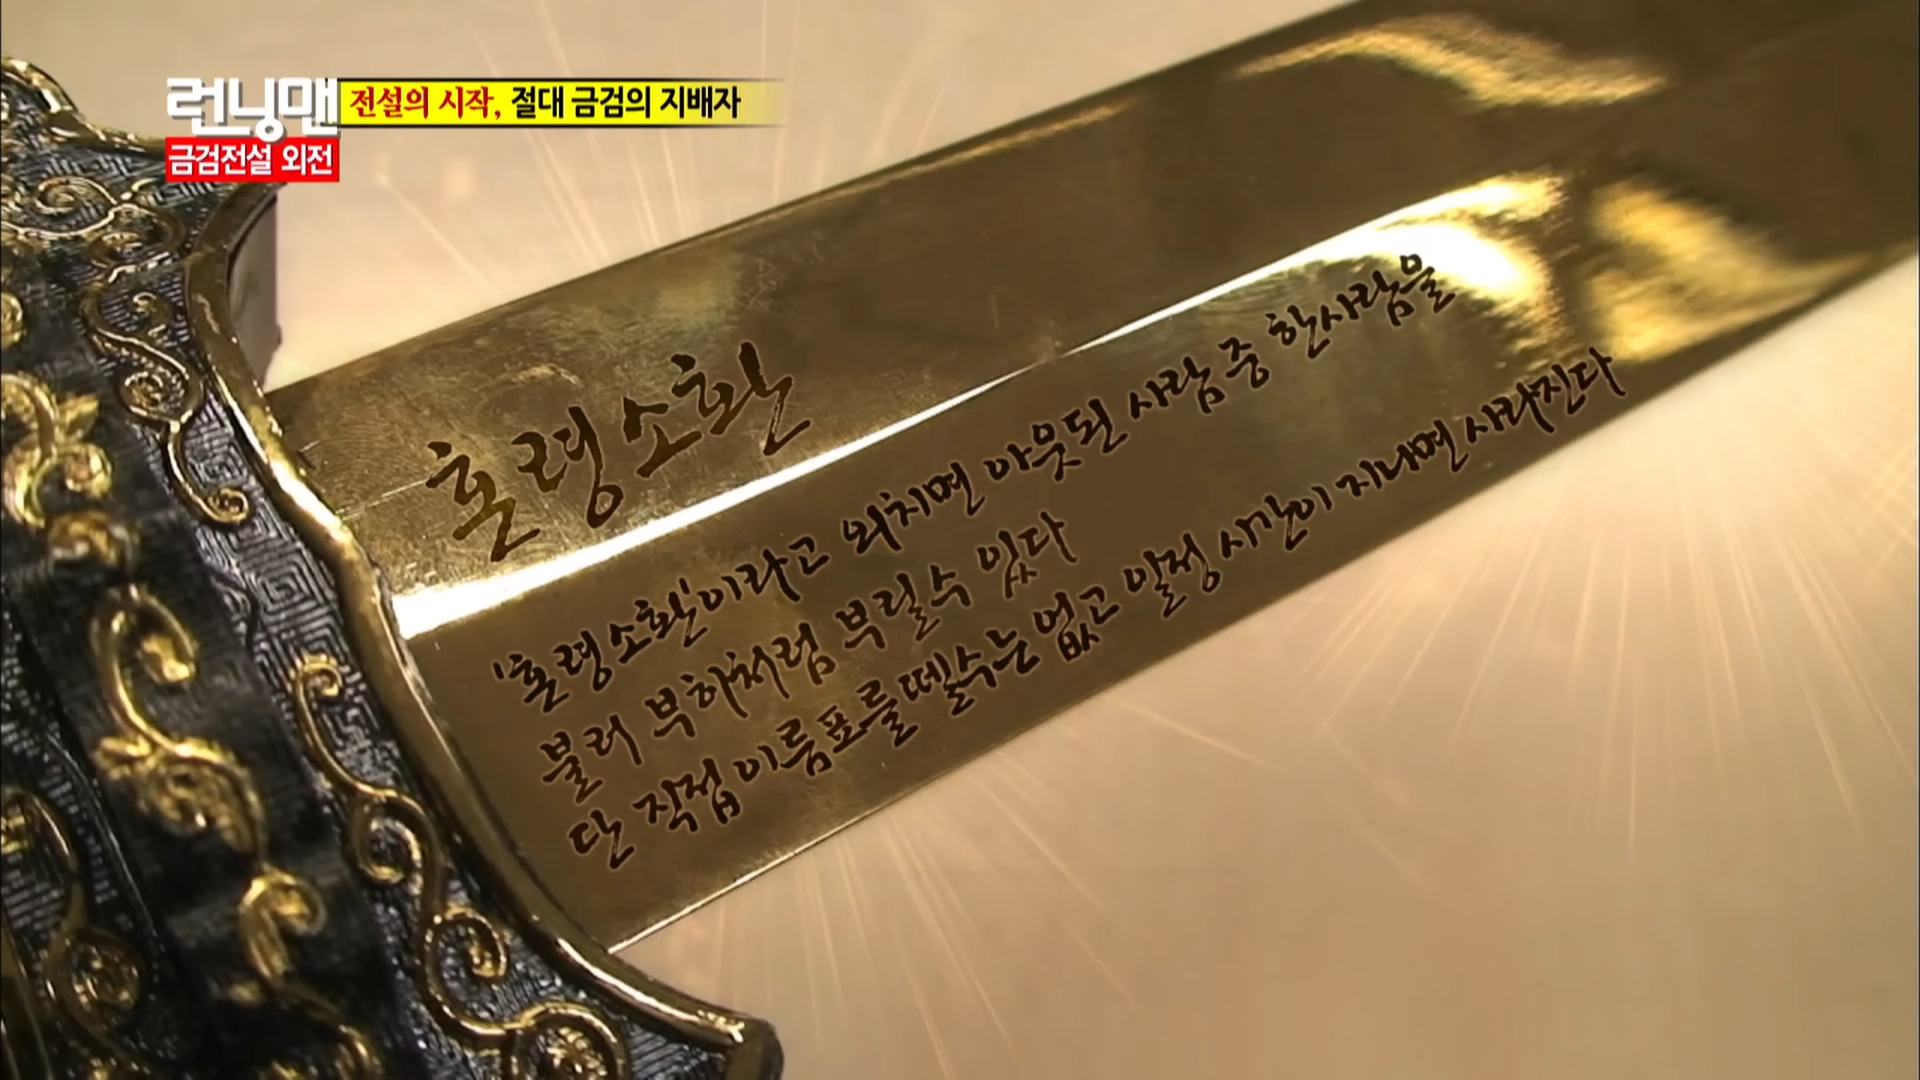 런닝맨 전설의 시작, 절대 금검의 지배자
금검전설 외전
혼령소환
'혼령소환'이라고 외치면 아웃된 사람 중 한사람을
불러 부하처럼 부릴수 있다
단 직접 이름표를 뗄수는 없고 일정 시간이 지나면 사라진다